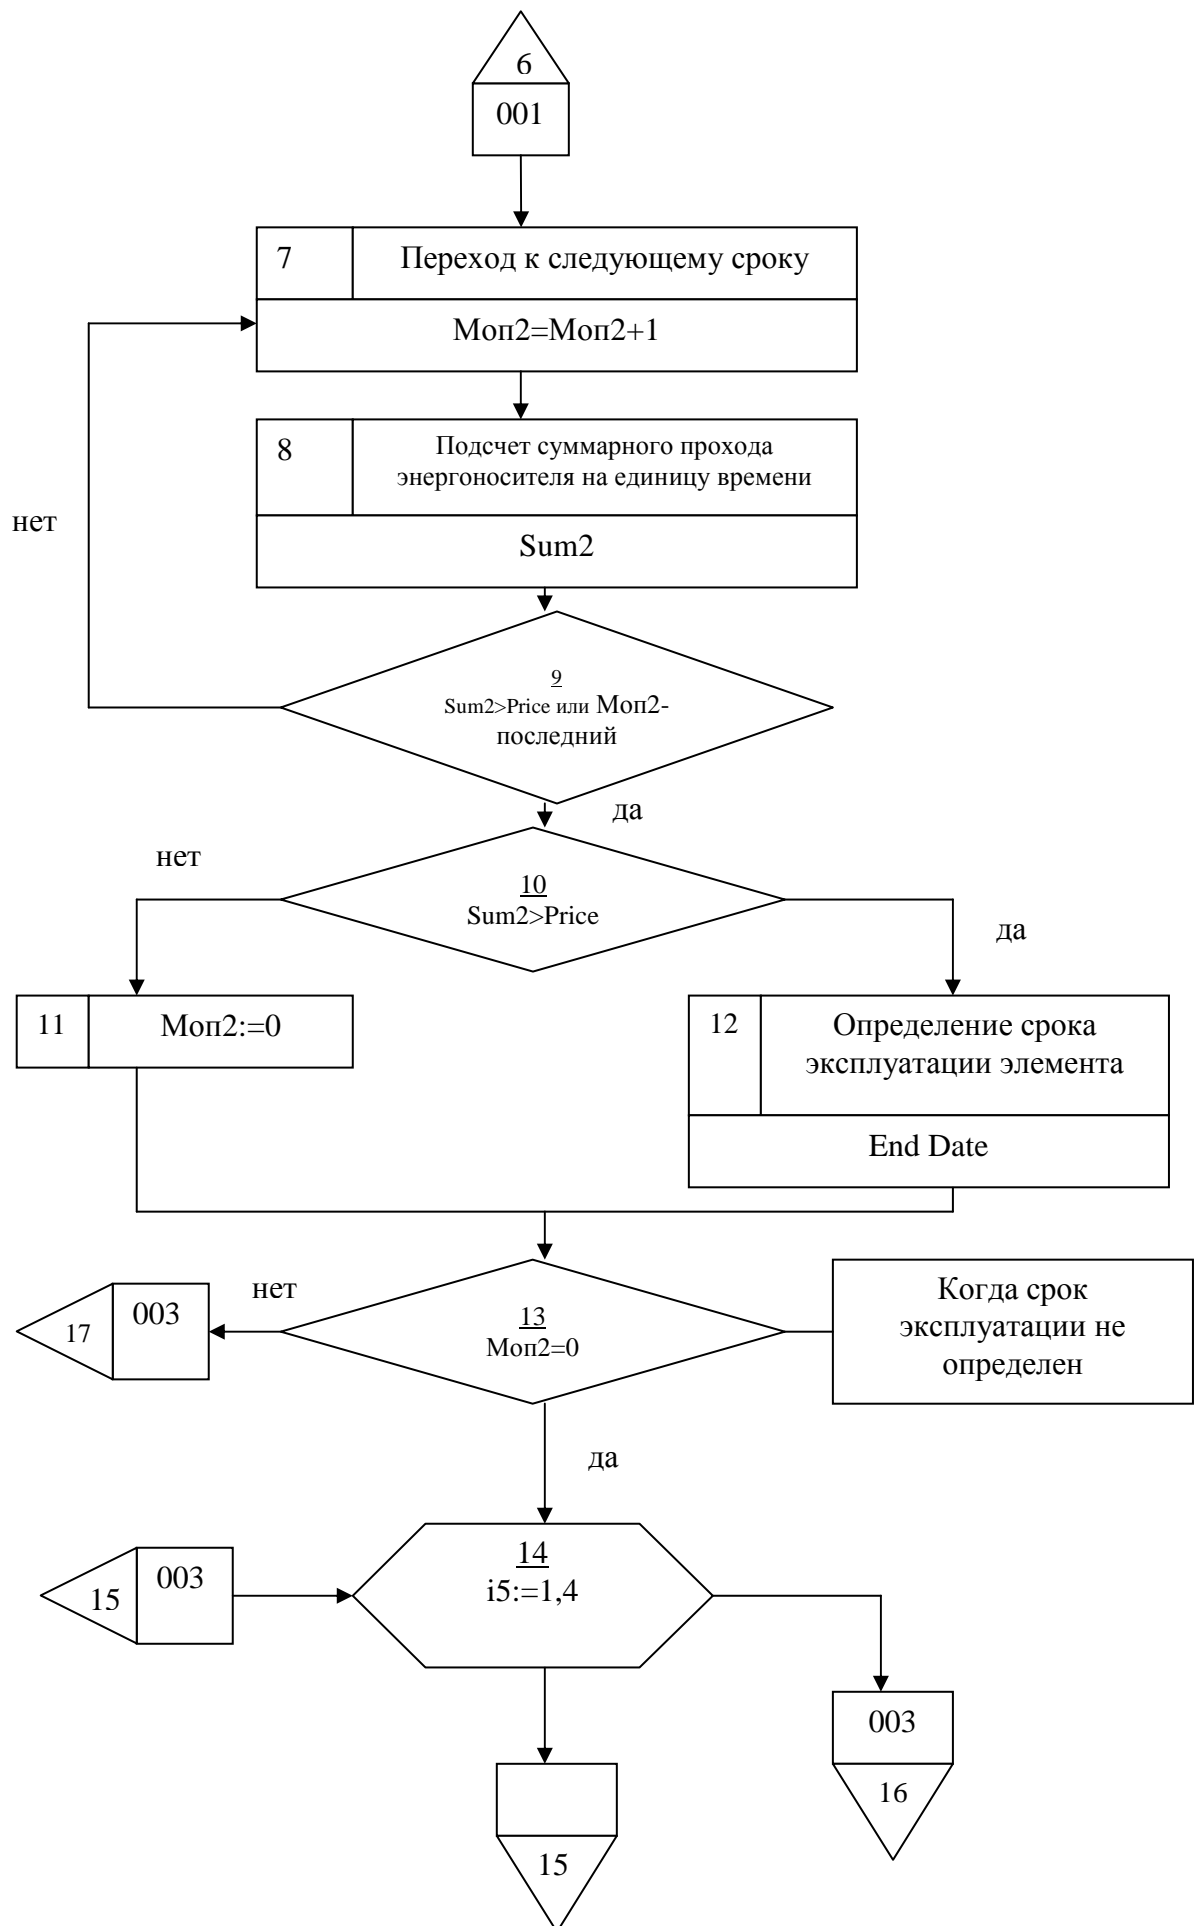 6
001
7
Переход к следующему сроку
Моп2=Моп2+1
8
Подсчет суммарного прохода
энергоносителя на единицу времени
нет
Sum2
9
Sum2>Price или Моп2-
последний
да
нет
10
Sum2>Price
да
11
Моп2:=0
12
Определение срока
эксплуатации элемента
End Date
нет
003
17
13
Моп2=0
Когда срок
эксплуатации не
определен
да
14
i5:=1,4
15
003
003
16
15